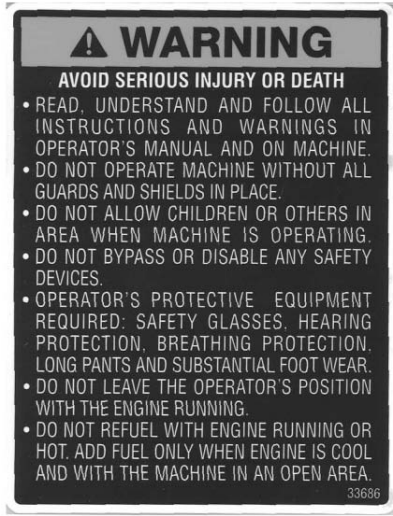 WARNING
AVOID SERIOUS INJURY OR DEATH
• READ, UNDERSTAND AND FOLLOW ALL
INSTRUCTIONS AND WARNINGS IN
OPERATOR'S MANUAL AND ON MACHINE.
• DO NOT OPERATE MACHINE WITHOUT ALL
GUARDS AND SHIELDS IN PLACE.
• DO NOT ALLOW CHILDREN OR OTHERS IN
AREA WHEN MACHINE IS OPERATING.
• DO NOT BYPASS OR DISABLE ANY SAFETY
DEVICES.
• OPERATOR'S PROTECTIVE EQUIPMENT
REQUIRED: SAFETY GLASSES, HEARING
PROTECTION, BREATHING PROTECTION,
LONG PANTS AND SUBSTANTIAL FOOT WEAR.
• DO NOT LEAVE THE OPERATOR'S POSITION
WITH THE ENGINE RUNNING.
• DO NOT REFUEL WITH ENGINE RUNNING OR
HOT. ADD FUEL ONLY WHEN ENGINE IS COOL
AND WITH THE MACHINE IN AN OPEN AREA.
33686